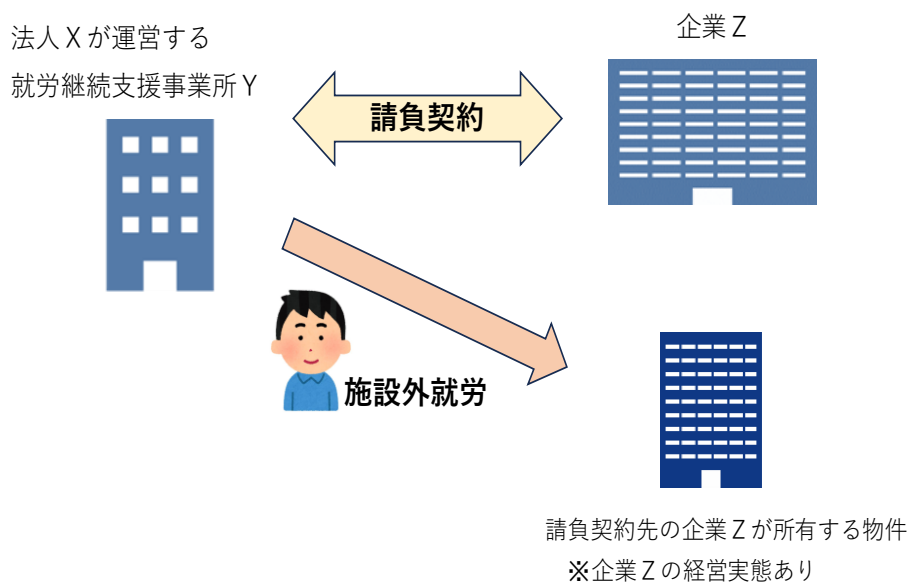 法人Ｘが運営する
就労継続支援事業所Ｙ
企業Ｚ
請負契約
施設外就労
請負契約先の企業Ｚが所有する物件
※企業Ｚの経営実態あり